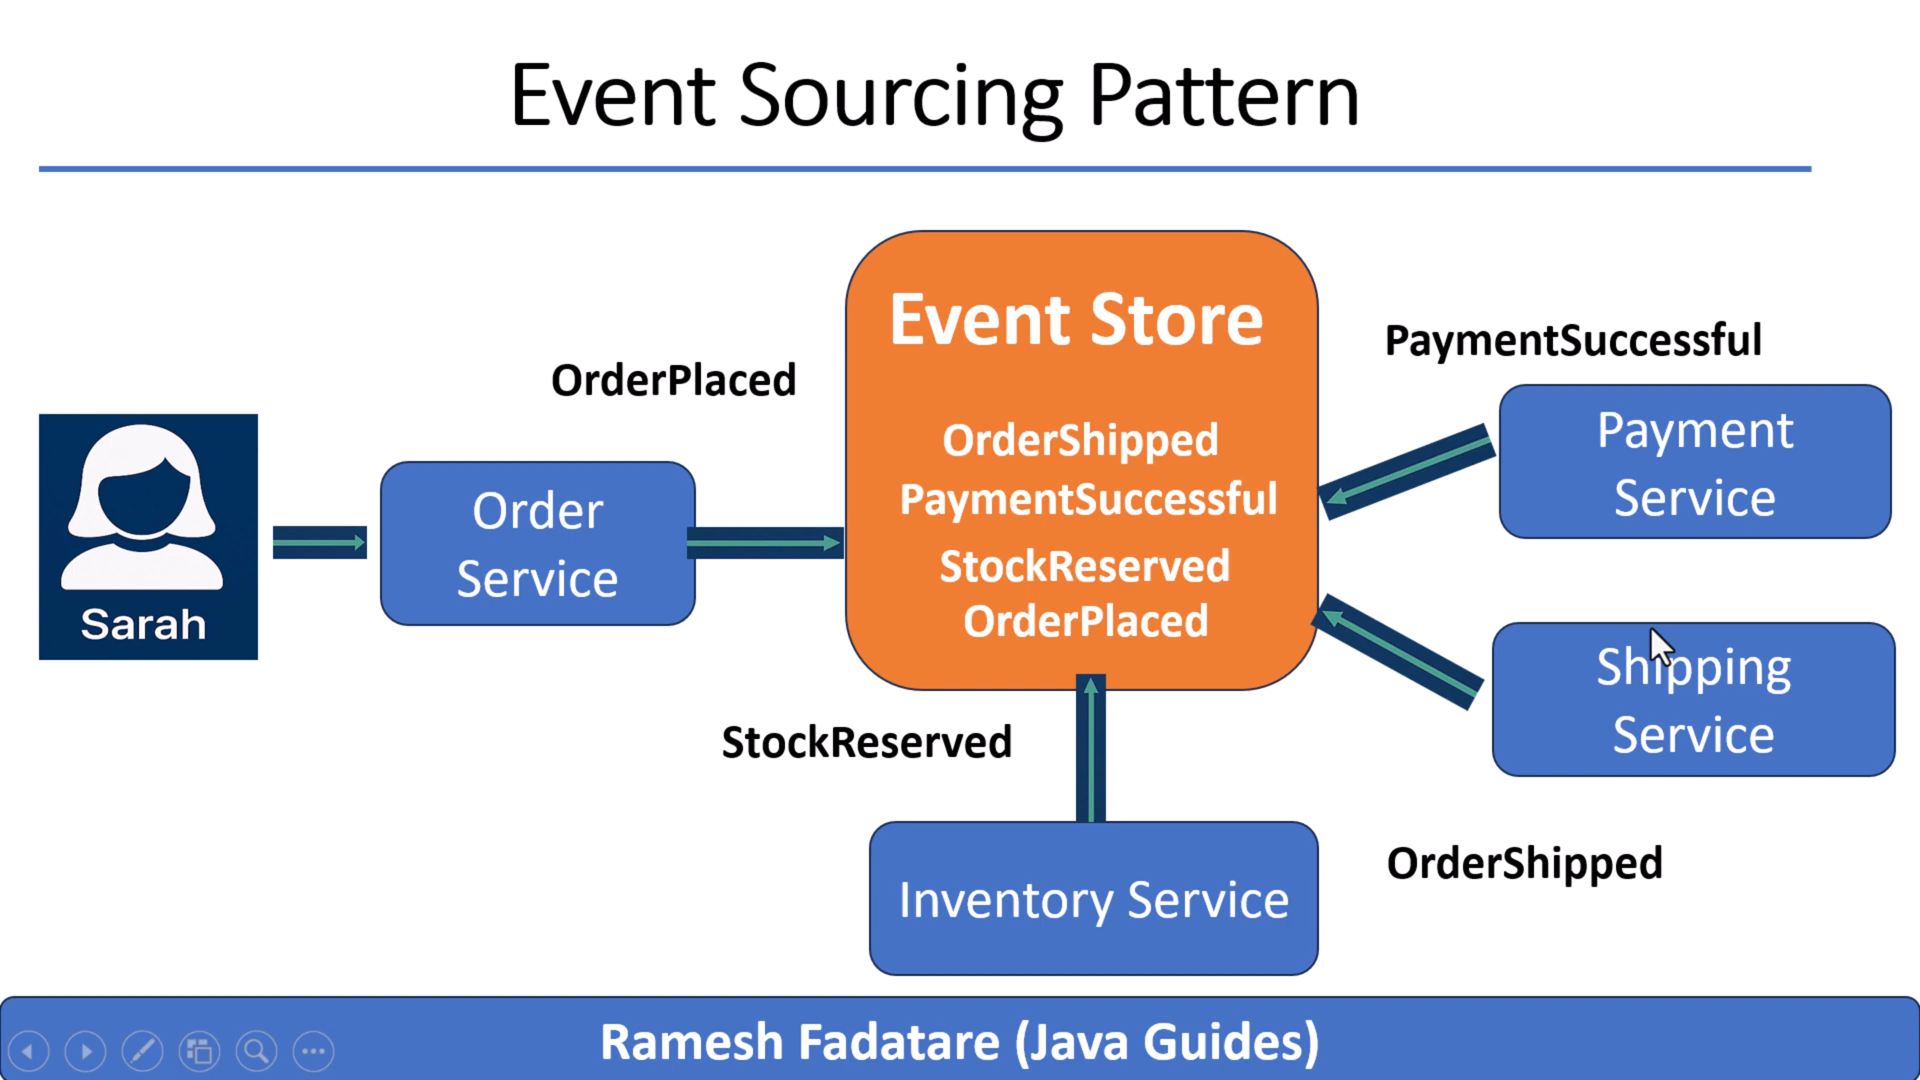 Event Sourcing Pattern
Event Store
PaymentSuccessful
OrderPlaced
OrderShipped
PaymentSuccessful
StockReserved
OrderPlaced
Payment
Service
Order
Service
Sarah
Shipping
Service
StockReserved
Inventory Service
OrderShipped
Ramesh Fadatare (Java Guides)